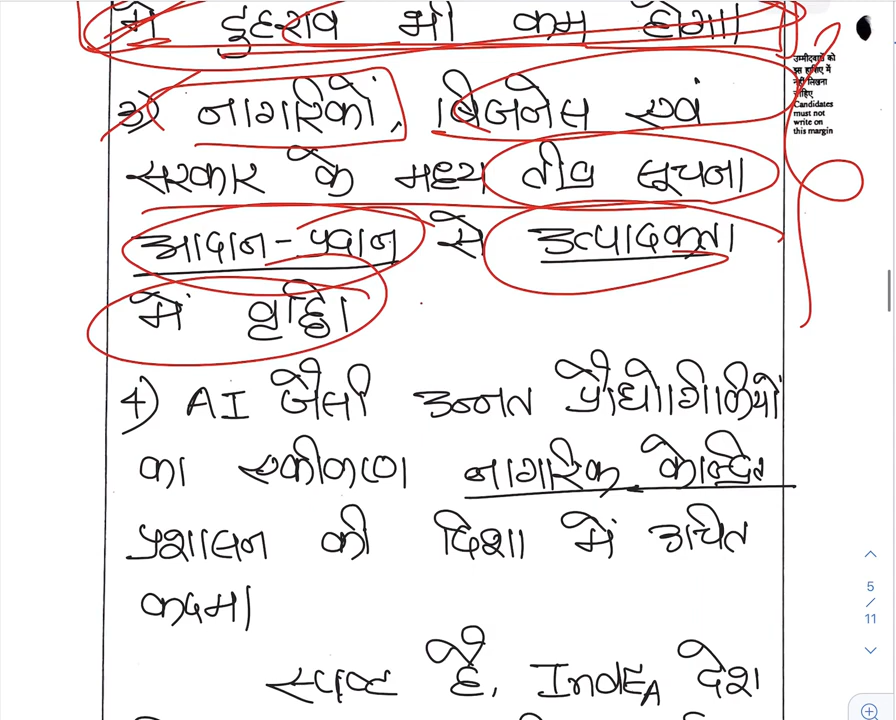 में दुहराव भी कम होगा।
उम्मीदवारों को
इस हाशिए में
नहीं लिखना
चाहिए
Candidates
must not
write on
this margin
3) नागरिकों, बिजनेस एवं
सरकार के मध्य तीव्र सूचना
आदान-प्रदान से उत्पादकता
में वृद्धि।
4) AI जैसी उन्नत प्रौद्योगिकियों
का एकीकरण नागरिक केन्द्रित
प्रशासन की दिशा में उचित
कदम।
स्पष्ट है, IndEA देश
5
/
11